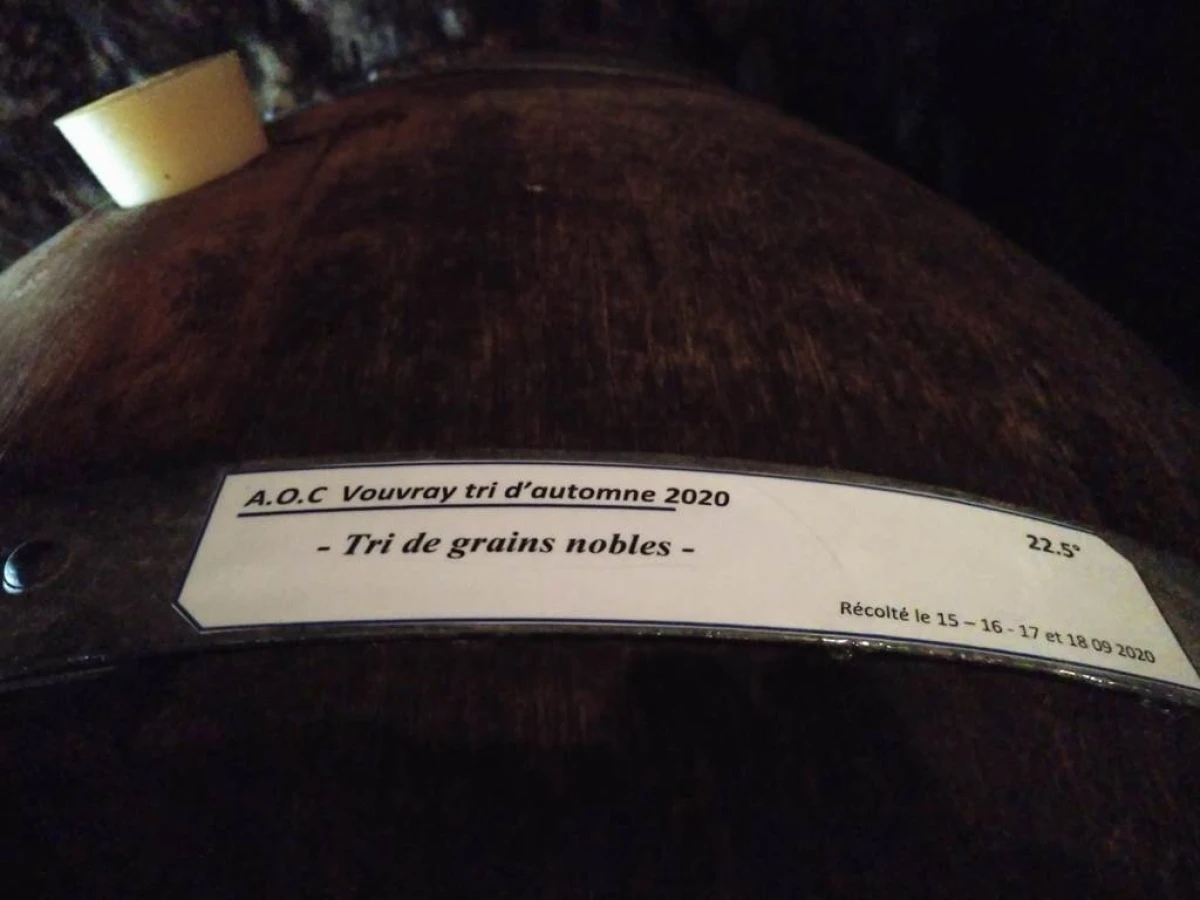 A.O.C Vouvray tri d'automne 2020
- Tri de grains nobles -
22.5°
Récolté le 15 – 16 - 17 et 18 09 2020